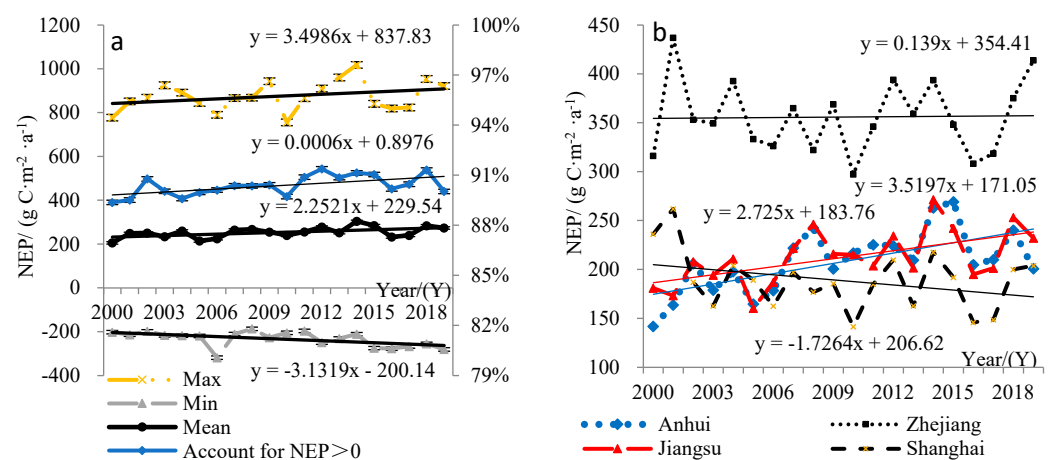 a
NEP/ (g C·m⁻² ·a⁻¹)
1200
1000
800
600
400
200
0
-200
-400
100%
97%
94%
91%
88%
85%
82%
79%
y = 3.4986x + 837.83
y = 0.0006x + 0.8976
y = 2.2521x + 229.54
Year/(Y)
2000 2003 2006 2009 2012 2015 2018
y = -3.1319x - 200.14
Max
Min
Mean
Account for NEP＞0
b
NEP/ (g C·m⁻² ·a⁻¹)
450
400
350
300
250
200
150
100
y = 0.139x + 354.41
y = 3.5197x + 171.05
y = 2.725x + 183.76
y = -1.7264x + 206.62
Year/(Y)
2000 2003 2006 2009 2012 2015 2018
Anhui
Zhejiang
Jiangsu
Shanghai